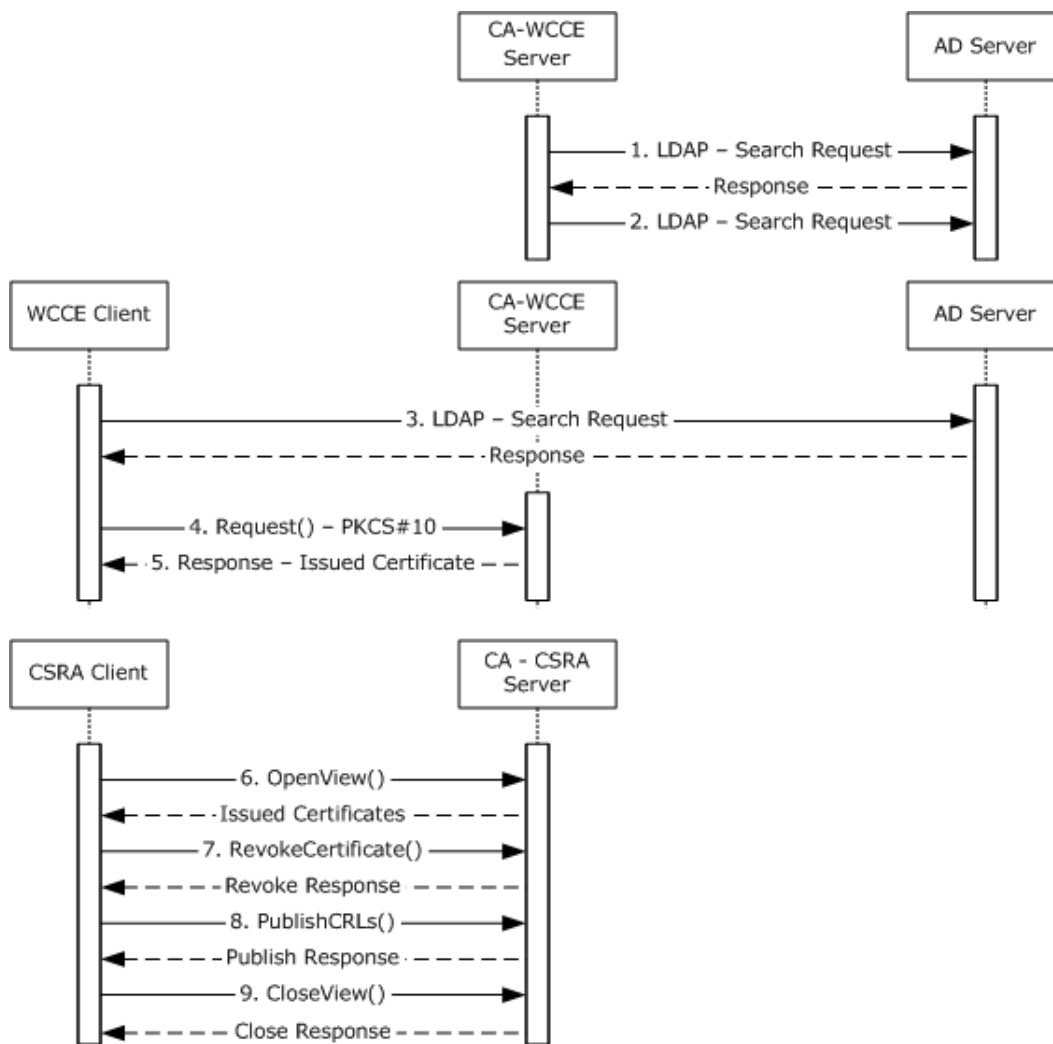 CA-WCCE
Server
AD Server
1. LDAP – Search Request
Response
2. LDAP – Search Request
WCCE Client
CA-WCCE
Server
AD Server
3. LDAP – Search Request
Response
4. Request() – PKCS#10
5. Response – Issued Certificate
CSRA Client
CA - CSRA
Server
6. OpenView()
Issued Certificates
7. RevokeCertificate()
Revoke Response
8. PublishCRLs()
Publish Response
9. CloseView()
Close Response